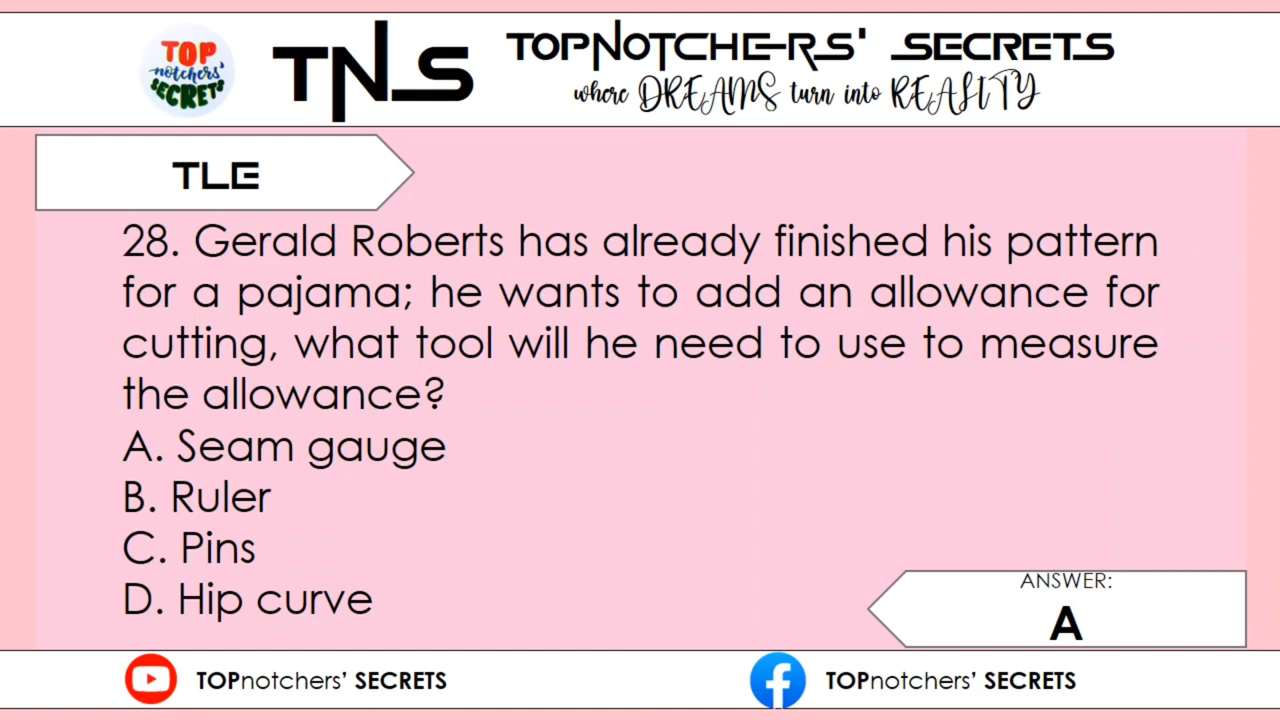 TOP
notchers'
SECRETS
TNS
TOPNOTCHERS' SECRETS
where DREAMS turn into REALITY
TLE
28. Gerald Roberts has already finished his pattern
for a pajama; he wants to add an allowance for
cutting, what tool will he need to use to measure
the allowance?
A. Seam gauge
B. Ruler
C. Pins
D. Hip curve
ANSWER:
A
TOPnotchers' SECRETS
TOPnotchers' SECRETS